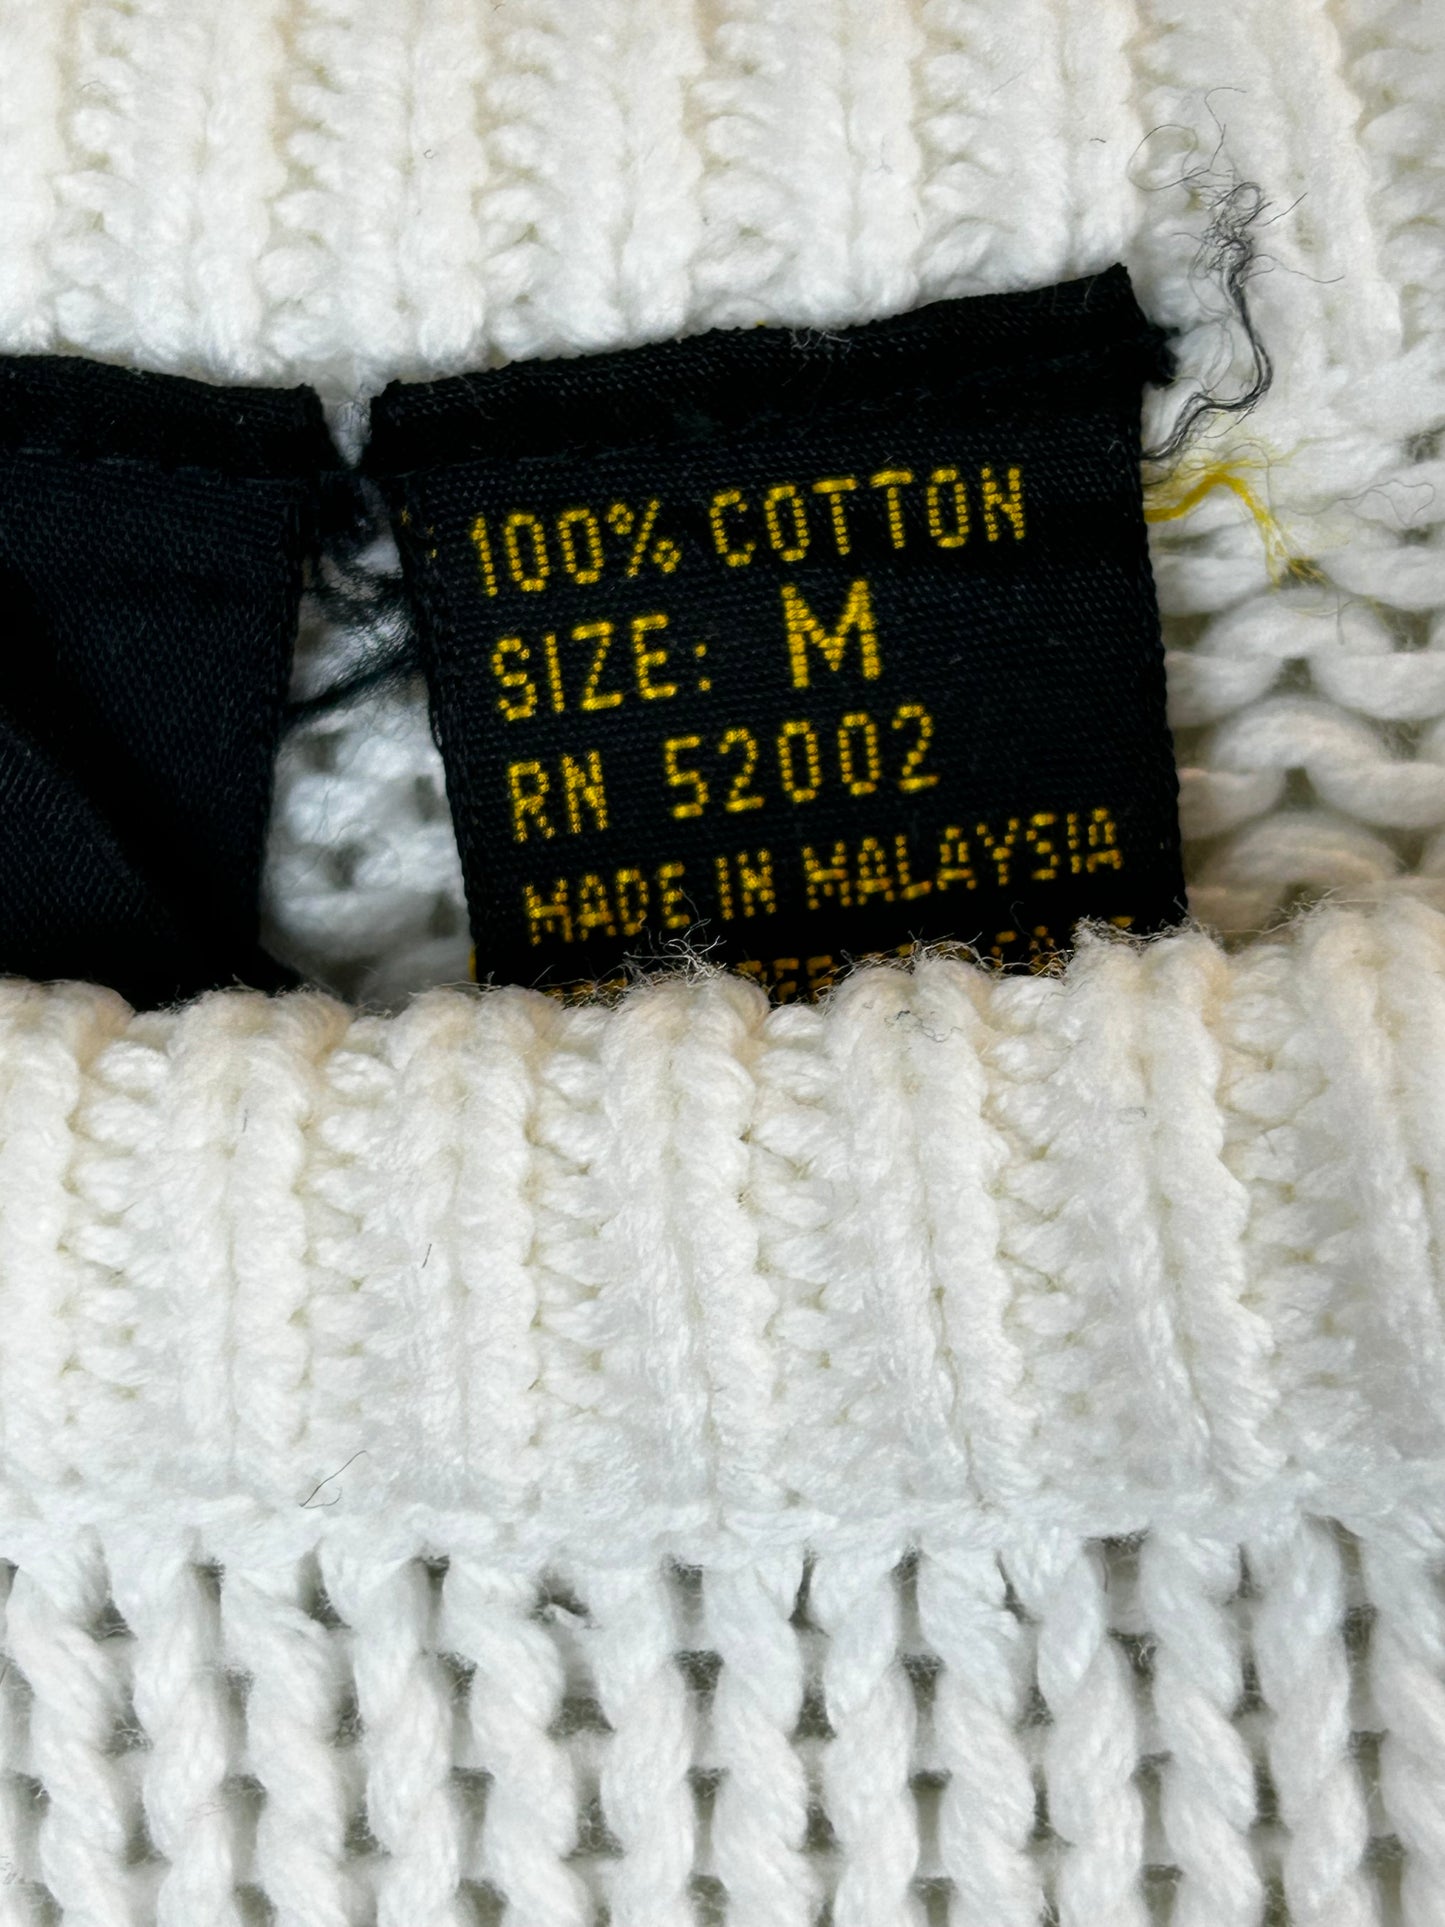 100% COTTON
SIZE: M
RN 52002
MADE IN MALAYSIA